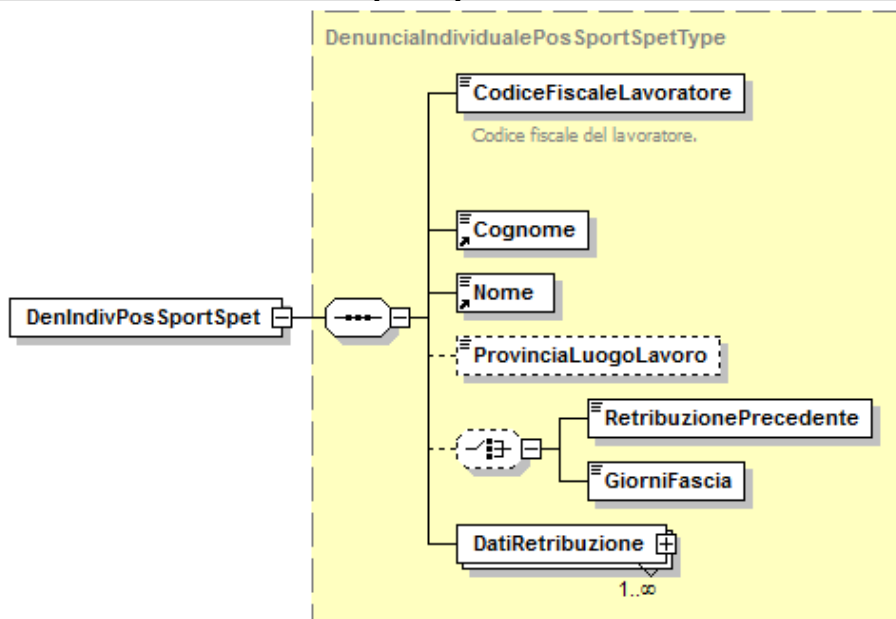 DenunciaIndividualePosSportSpetType
CodiceFiscaleLavoratore
Codice fiscale del lavoratore.
Cognome
Nome
DenIndivPosSportSpet
ProvinciaLuogoLavoro
RetribuzionePrecedente
GiorniFascia
DatiRetribuzione
1..∞